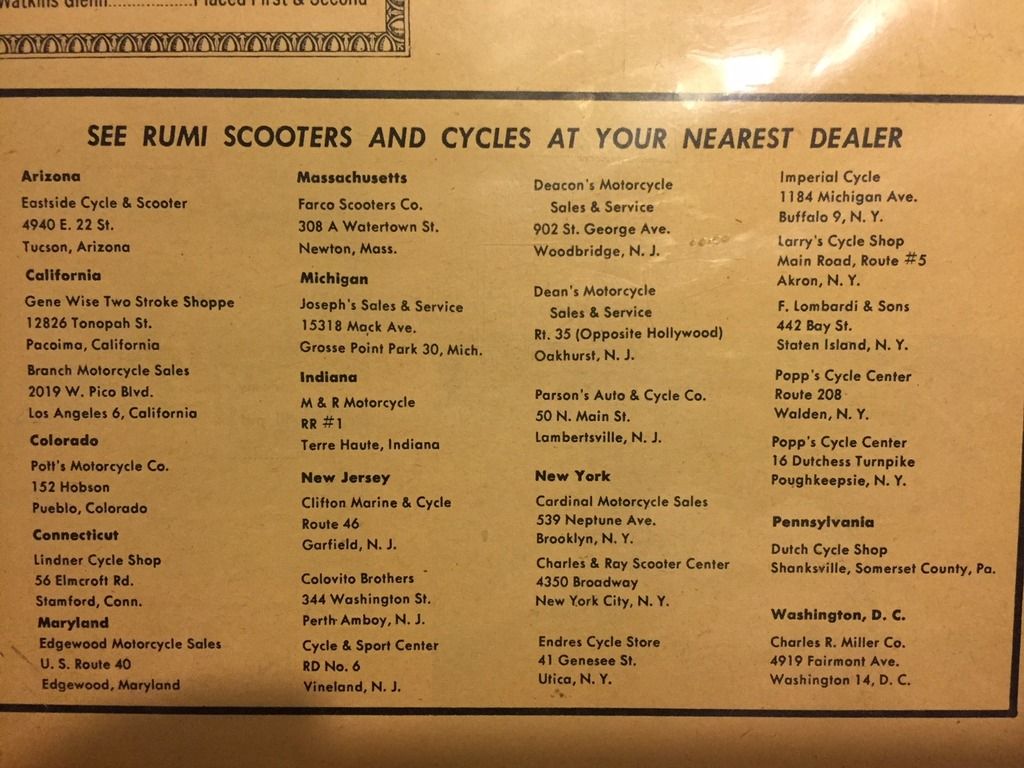 Watkins Glenn..................Placed First & Second
SEE RUMI SCOOTERS AND CYCLES AT YOUR NEAREST DEALER
Arizona
Eastside Cycle & Scooter
4940 E. 22 St.
Tucson, Arizona
California
Gene Wise Two Stroke Shoppe
12826 Tonopah St.
Pacoima, California
Branch Motorcycle Sales
2019 W. Pico Blvd.
Los Angeles 6, California
Colorado
Pott's Motorcycle Co.
152 Hobson
Pueblo, Colorado
Connecticut
Lindner Cycle Shop
56 Elmcroft Rd.
Stamford, Conn.
Maryland
Edgewood Motorcycle Sales
U. S. Route 40
Edgewood, Maryland
Massachusetts
Farco Scooters Co.
308 A Watertown St.
Newton, Mass.
Michigan
Joseph's Sales & Service
15318 Mack Ave.
Grosse Point Park 30, Mich.
Indiana
M & R Motorcycle
RR #1
Terre Haute, Indiana
New Jersey
Clifton Marine & Cycle
Route 46
Garfield, N. J.
Colovito Brothers
344 Washington St.
Perth Amboy, N. J.
Cycle & Sport Center
RD No. 6
Vineland, N. J.
Deacon's Motorcycle
Sales & Service
902 St. George Ave.
Woodbridge, N. J.
Dean's Motorcycle
Sales & Service
Rt. 35 (Opposite Hollywood)
Oakhurst, N. J.
Parson's Auto & Cycle Co.
50 N. Main St.
Lambertsville, N. J.
New York
Cardinal Motorcycle Sales
539 Neptune Ave.
Brooklyn, N. Y.
Charles & Ray Scooter Center
4350 Broadway
New York City, N. Y.
Endres Cycle Store
41 Genesee St.
Utica, N. Y.
Imperial Cycle
1184 Michigan Ave.
Buffalo 9, N. Y.
Larry's Cycle Shop
Main Road, Route #5
Akron, N. Y.
F. Lombardi & Sons
442 Bay St.
Staten Island, N. Y.
Popp's Cycle Center
Route 208
Walden, N. Y.
Popp's Cycle Center
16 Dutchess Turnpike
Poughkeepsie, N. Y.
Pennsylvania
Dutch Cycle Shop
Shanksville, Somerset County, Pa.
Washington, D. C.
Charles R. Miller Co.
4919 Fairmont Ave.
Washington 14, D. C.